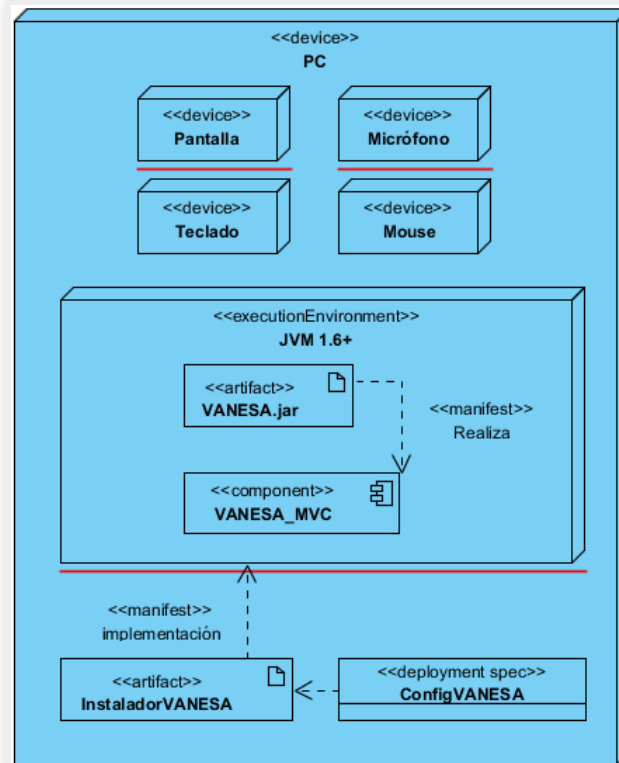 <<device>>
PC
<<device>>
Pantalla
<<device>>
Micrófono
<<device>>
Teclado
<<device>>
Mouse
<<executionEnvironment>>
JVM 1.6+
<<artifact>>
VANESA.jar
<<manifest>>
Realiza
<<component>>
VANESA_MVC
<<manifest>>
implementación
<<artifact>>
InstaladorVANESA
<<deployment spec>>
ConfigVANESA